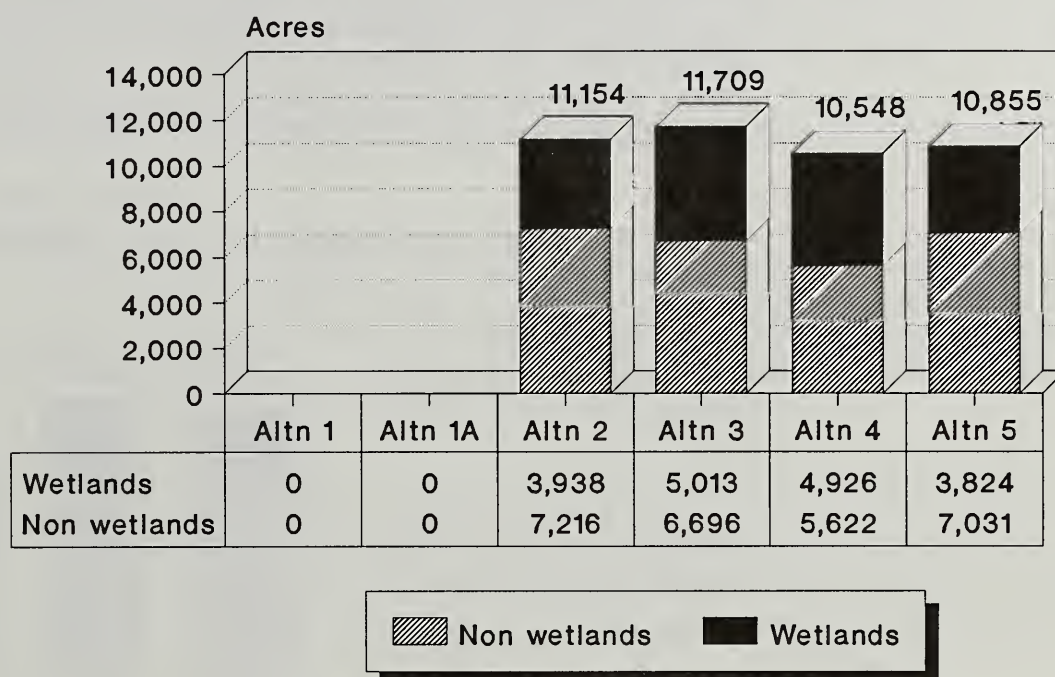 Acres
14,000
12,000
10,000
8,000
6,000
4,000
2,000
0
11,154 11,709 10,548 10,855
Altn 1 Altn 1A Altn 2 Altn 3 Altn 4 Altn 5
Wetlands 0 0 3,938 5,013 4,926 3,824
Non wetlands 0 0 7,216 6,696 5,622 7,031
Non wetlands Wetlands